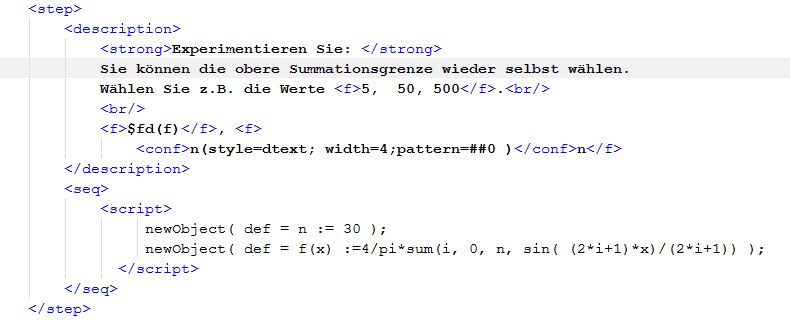 <step>
<description>
<strong>Experimentieren Sie: </strong>
Sie können die obere Summationsgrenze wieder selbst wählen.
Wählen Sie z.B. die Werte <f>5,  50, 500</f>.<br/>
<br/>
<f>$fd(f)</f>, <f>
<conf>n(style=dtext; width=4;pattern=##0 )</conf>n</f>
</description>
<seq>
<script>
newObject( def = n := 30 );
newObject( def = f(x) :=4/pi*sum(i, 0, n, sin( (2*i+1)*x)/(2*i+1)) );
</script>
</seq>
</step>